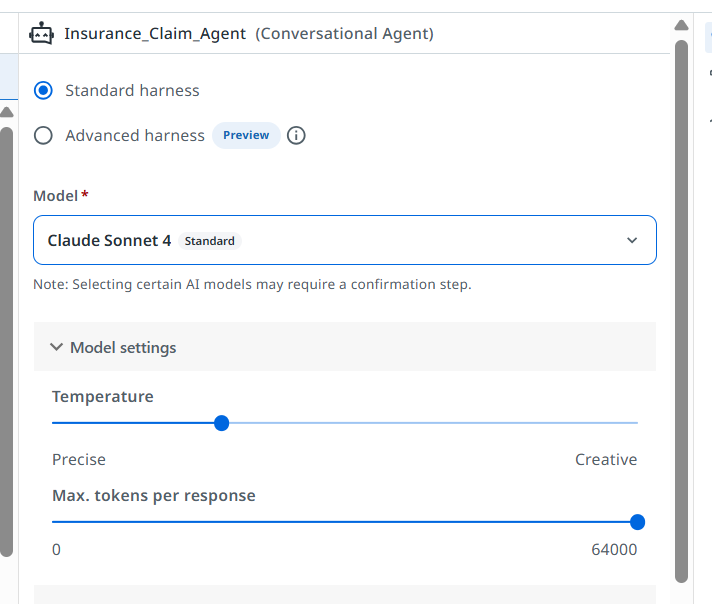 Insurance_Claim_Agent (Conversational Agent)
Standard harness
Advanced harness Preview
Model *
Claude Sonnet 4 Standard
Note: Selecting certain AI models may require a confirmation step.
Model settings
Temperature
Precise Creative
Max. tokens per response
0 64000